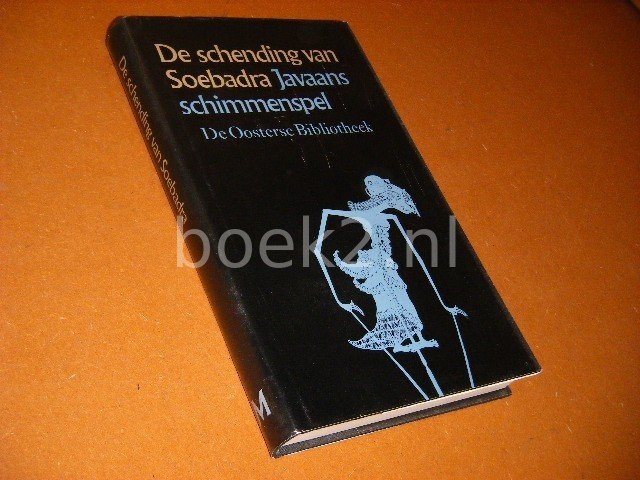 De schending van
Soebadra Javaans
schimmenspel
De Oosterse Bibliotheek
De schending van Soebadra
M
boek2.nl